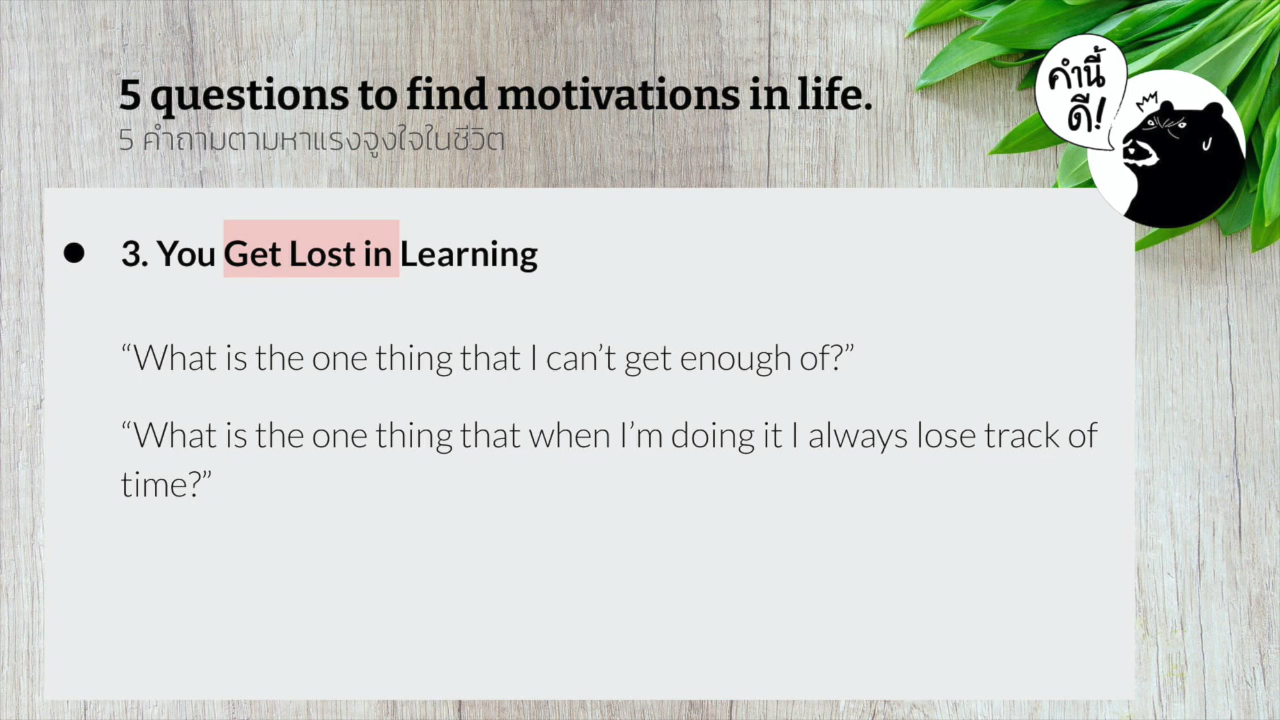 5 questions to find motivations in life.
5 คำถามตามหาแรงจูงใจในชีวิต
คำนี้
ดี!
● 3. You Get Lost in Learning
“What is the one thing that I can’t get enough of?”
“What is the one thing that when I’m doing it I always lose track of
time?”